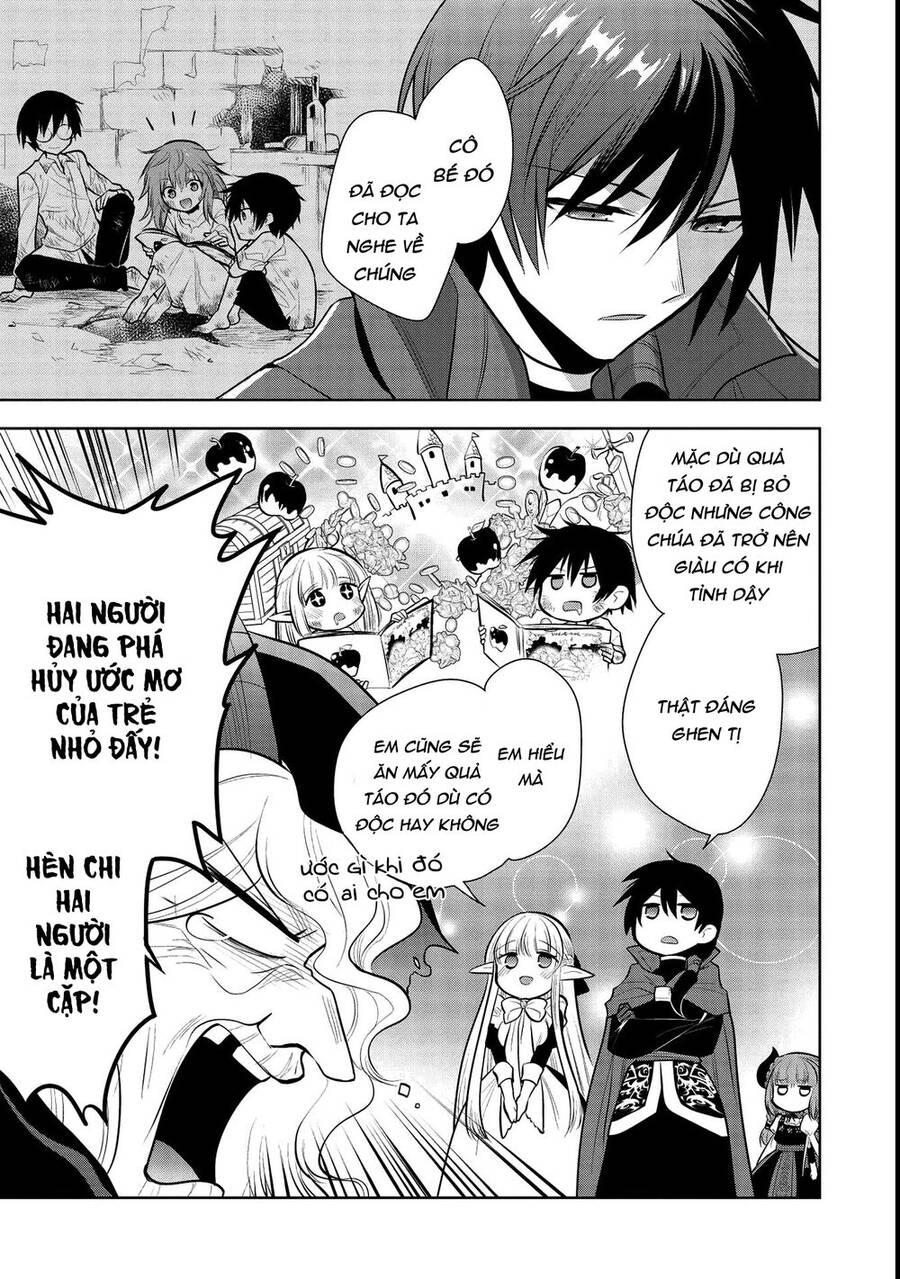 CÔ
BÉ ĐÓ
ĐÃ ĐỌC
CHO TA
NGHE VỀ
CHÚNG
MẶC DÙ QUẢ
TÁO ĐÃ BỊ BỎ
ĐỘC NHƯNG CÔNG
CHÚA ĐÃ TRỞ NÊN
GIÀU CÓ KHI
TỈNH DẬY
THẬT ĐÁNG
GHEN TỊ
EM HIỂU
MÀ
EM CŨNG SẼ
ĂN MẤY QUẢ
TÁO ĐÓ DÙ CÓ
ĐỘC HAY KHÔNG
ước gì khi đó
có ai cho em
HAI NGƯỜI
ĐANG PHÁ
HỦY ƯỚC MƠ
CỦA TRẺ
NHỎ ĐẤY!
HÈN CHI
HAI
NGƯỜI
LÀ MỘT
CẶP!